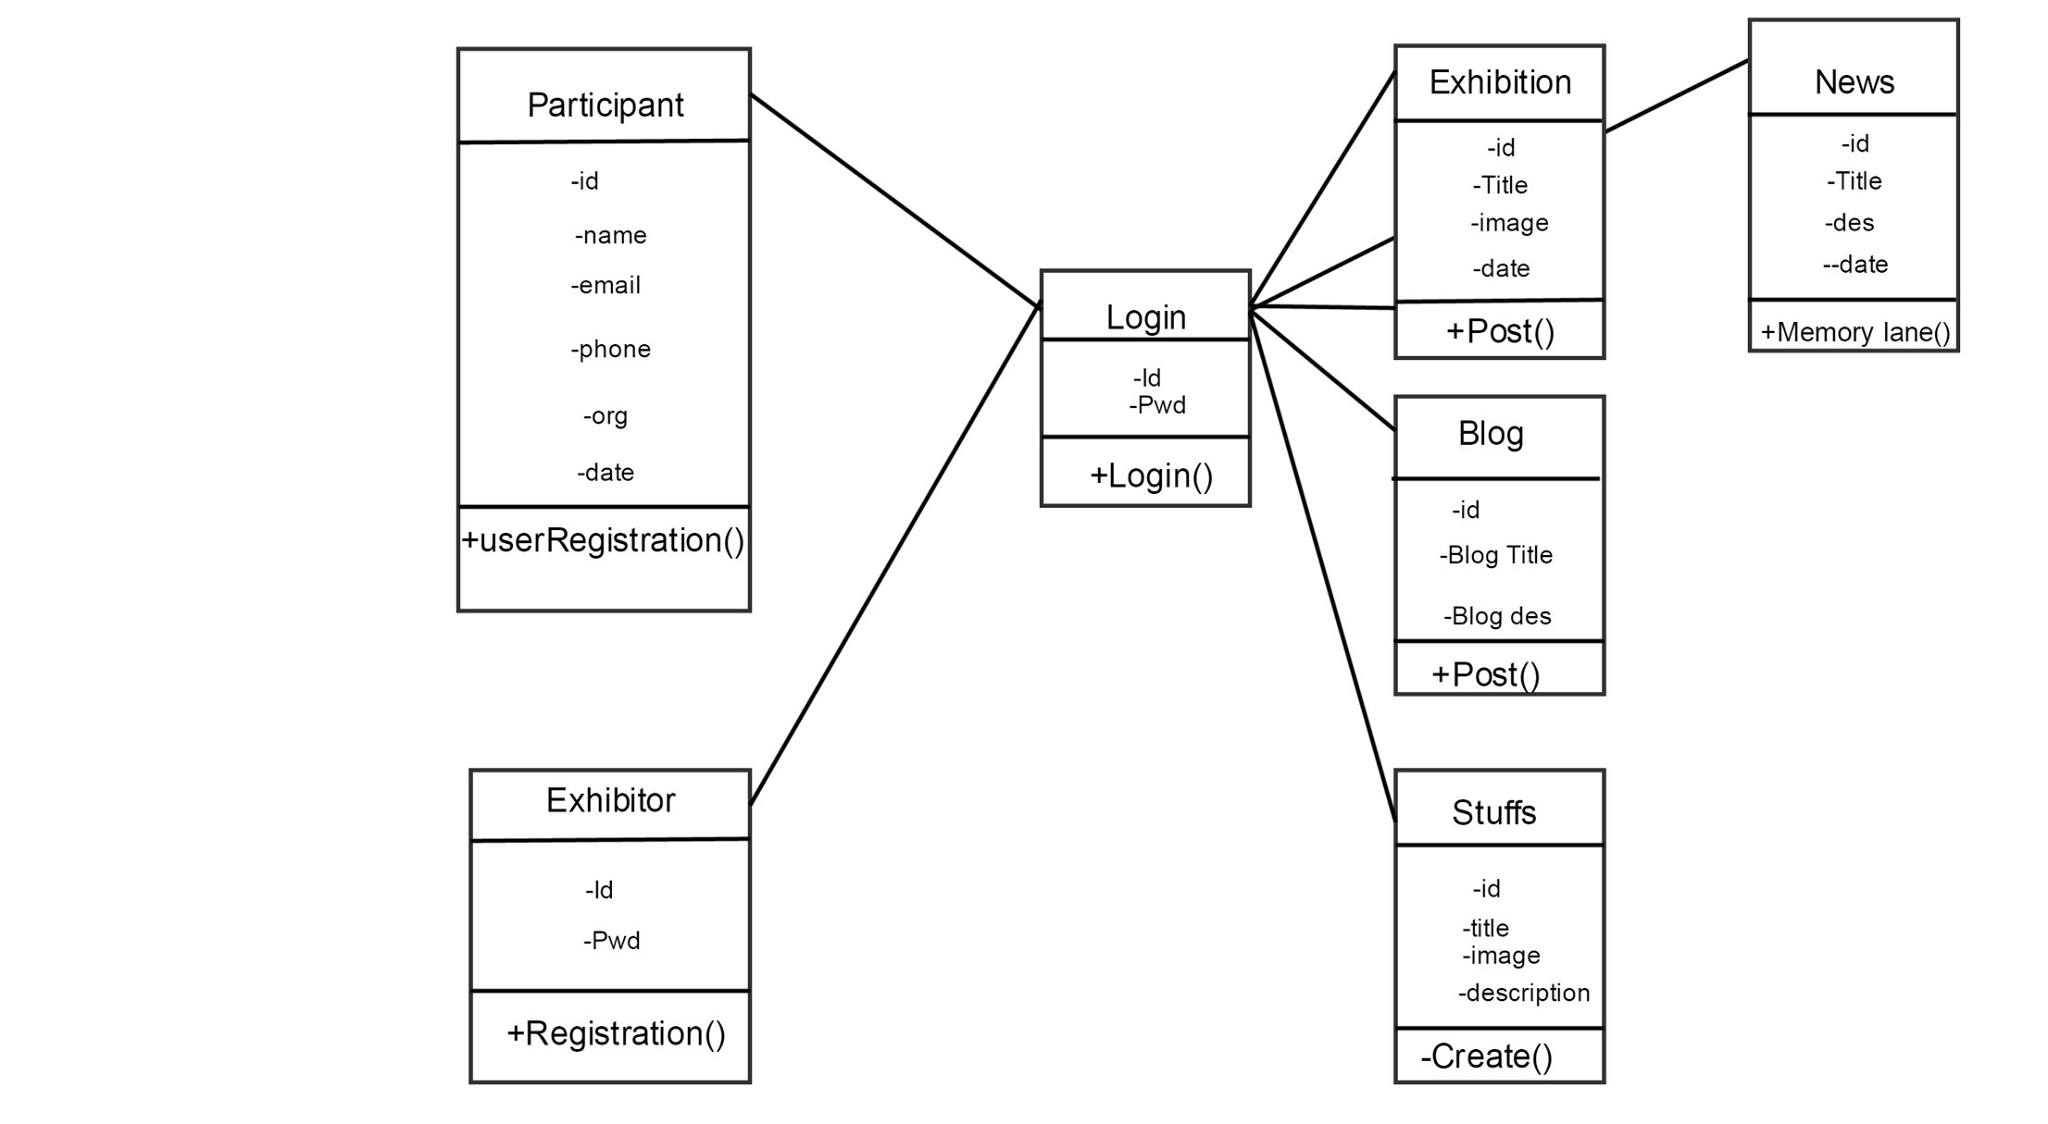 Participant
-id
-name
-email
-phone
-org
-date
+userRegistration()
Exhibitor
-Id
-Pwd
+Registration()
Login
-Id
-Pwd
+Login()
Exhibition
-id
-Title
-image
-date
+Post()
Blog
-id
-Blog Title
-Blog des
+Post()
Stuffs
-id
-title
-image
-description
-Create()
News
-id
-Title
-des
--date
+Memory lane()